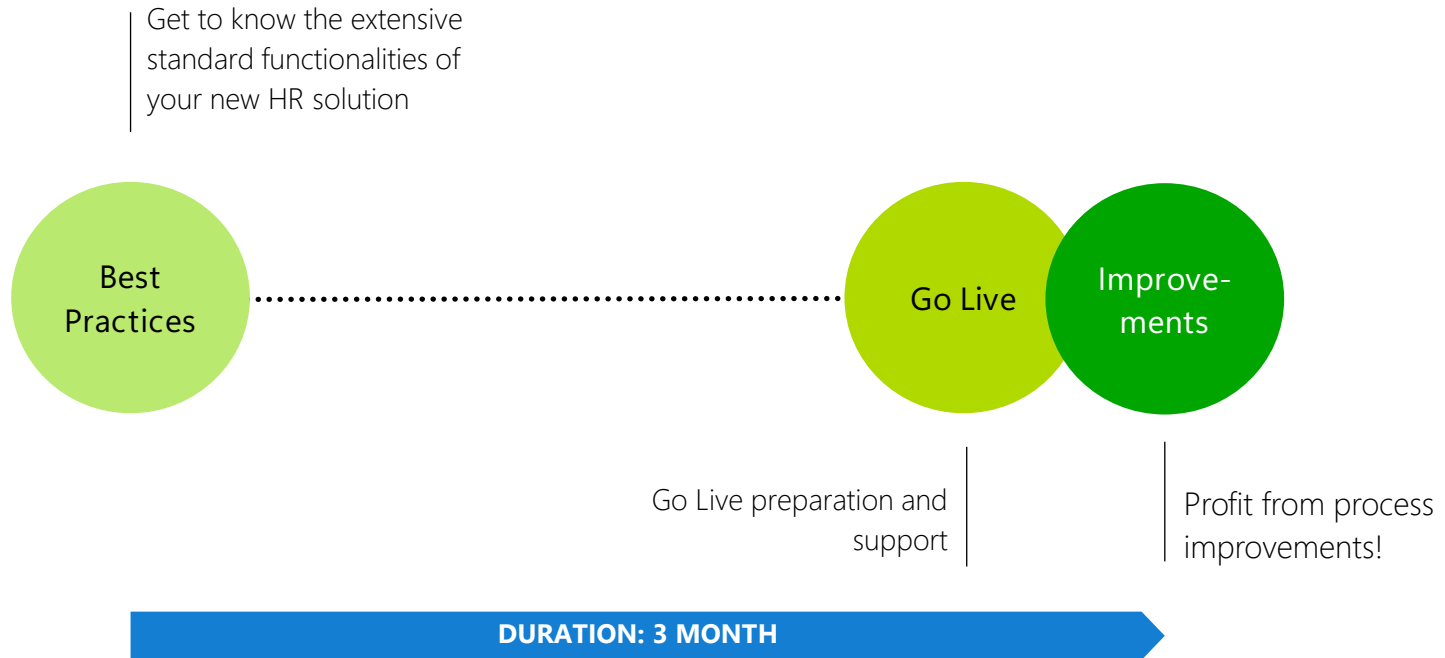 Get to know the extensive
standard functionalities of
your new HR solution
Best
Practices
Go Live
Improve-
ments
Go Live preparation and
support
Profit from process
improvements!
DURATION: 3 MONTH